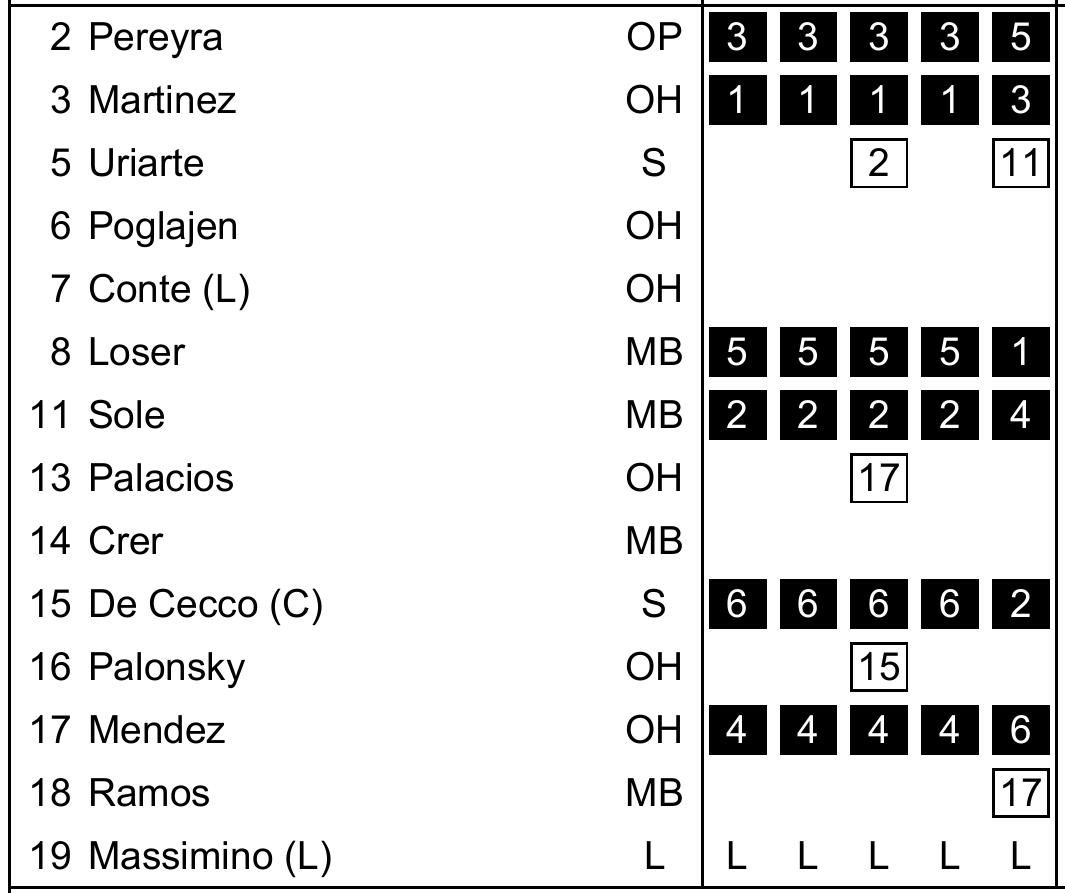 2 Pereyra OP 3 3 3 3 5
3 Martinez OH 1 1 1 1 3
5 Uriarte S 2 11
6 Poglajen OH
7 Conte (L) OH
8 Loser MB 5 5 5 5 1
11 Sole MB 2 2 2 2 4
13 Palacios OH 17
14 Crer MB
15 De Cecco (C) S 6 6 6 6 2
16 Palonsky OH 15
17 Mendez OH 4 4 4 4 6
18 Ramos MB 17
19 Massimino (L) L L L L L L